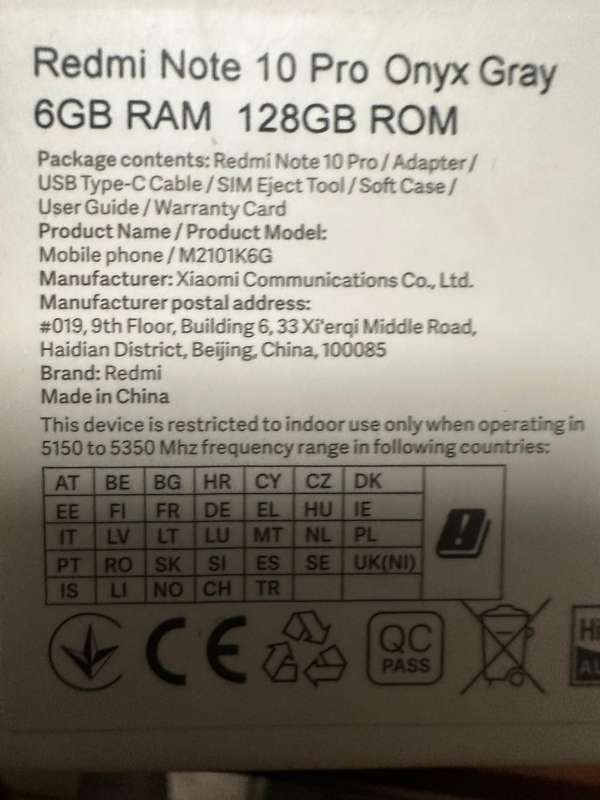 Redmi Note 10 Pro Onyx Gray
6GB RAM 128GB ROM
Package contents: Redmi Note 10 Pro / Adapter /
USB Type-C Cable / SIM Eject Tool / Soft Case /
User Guide / Warranty Card
Product Name / Product Model:
Mobile phone / M2101K6G
Manufacturer: Xiaomi Communications Co., Ltd.
Manufacturer postal address:
#019, 9th Floor, Building 6, 33 Xi'erqi Middle Road,
Haidian District, Beijing, China, 100085
Brand: Redmi
Made in China
This device is restricted to indoor use only when operating in
5150 to 5350 Mhz frequency range in following countries:
AT BE BG HR CY CZ DK
EE FI FR DE EL HU IE
IT LV LT LU MT NL PL
PT RO SK SI ES SE UK(NI)
IS LI NO CH TR
CE
QC
PASS